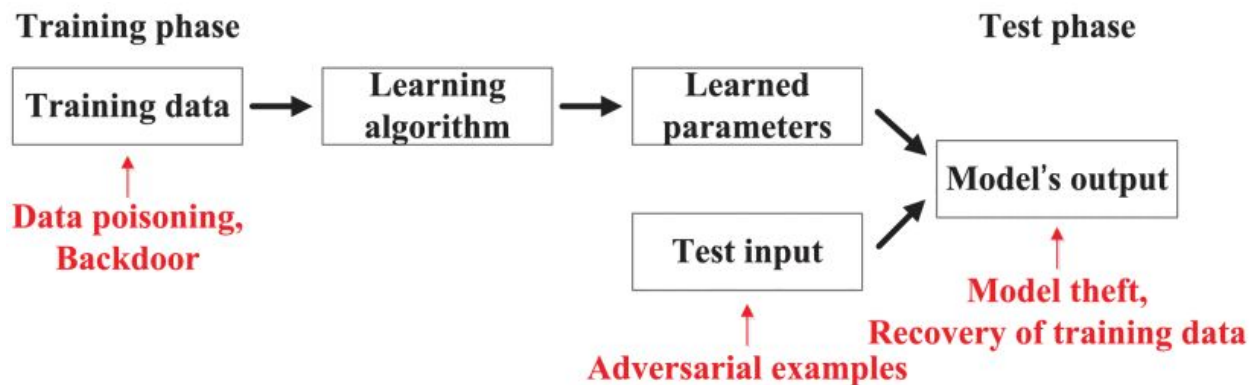 Training phase
Test phase
Training data
Learning
algorithm
Learned
parameters
Model's output
Data poisoning,
Backdoor
Test input
Model theft,
Recovery of training data
Adversarial examples